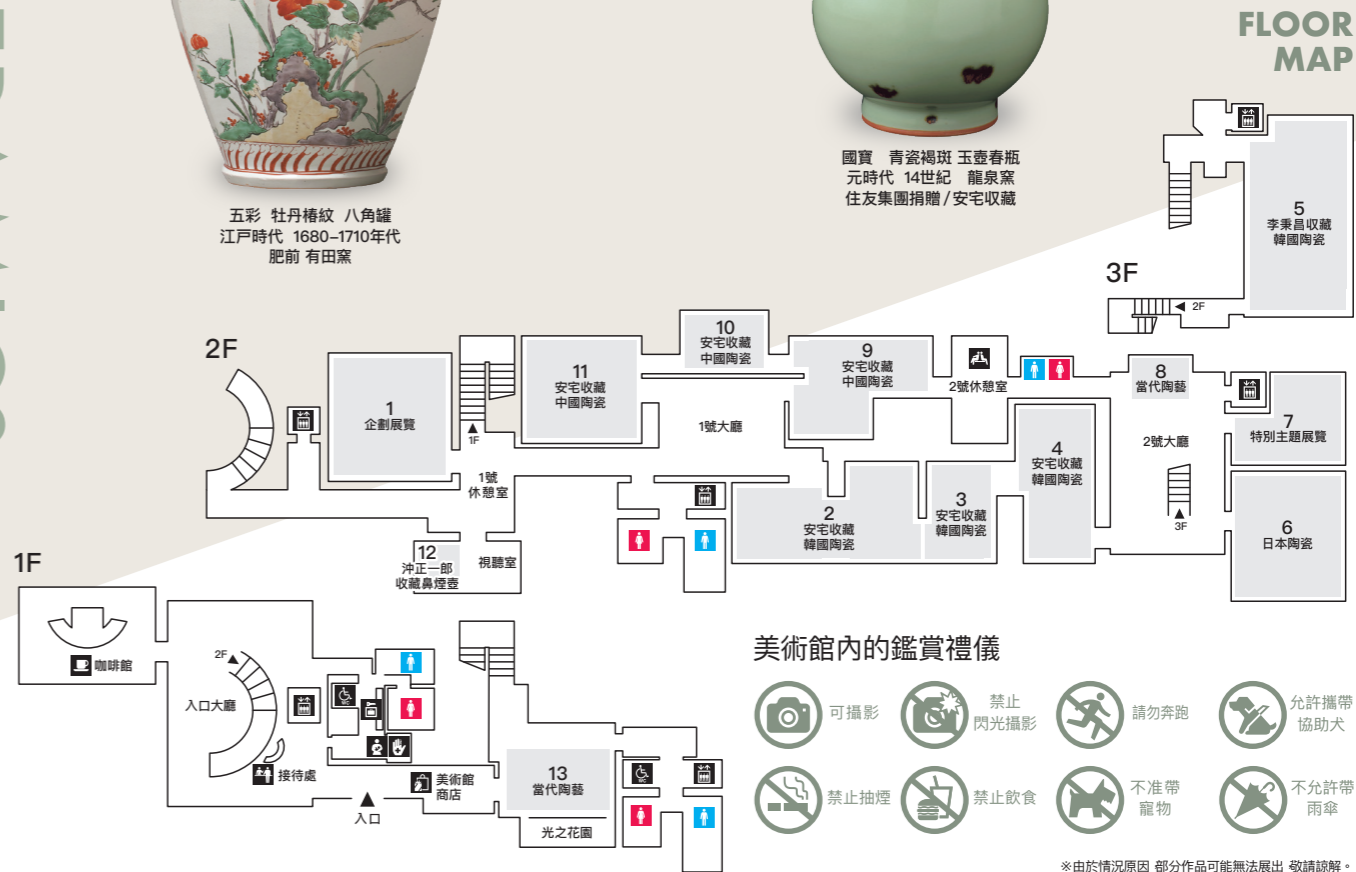 FLOOR
MAP
五彩 牡丹椿紋 八角罐
江戸時代 1680–1710年代
肥前 有田窯
國寶 青瓷褐斑 玉壺春瓶
元時代 14世紀 龍泉窯
住友集團捐贈/安宅收藏
3F
5
李秉昌收藏
韓國陶瓷
2F
2F
1
企劃展覽
1F
11
安宅收藏
中國陶瓷
10
安宅收藏
中國陶瓷
9
安宅收藏
中國陶瓷
2號休憩室
8
當代陶藝
7
特別主題展覽
1號大廳
2號大廳
3F
1號
休憩室
2
安宅收藏
韓國陶瓷
3
安宅收藏
韓國陶瓷
4
安宅收藏
韓國陶瓷
6
日本陶瓷
12
沖正一郎
收藏鼻煙壺
視聽室
1F
咖啡館
2F
入口大廳
WC
接待處
入口
美術館
商店
13
當代陶藝
光之花園
WC
美術館內的鑑賞禮儀
可攝影
禁止
閃光攝影
請勿奔跑
允許攜帶
協助犬
禁止抽煙
禁止飲食
不准帶
寵物
不允許帶
雨傘
※由於情況原因 部分作品可能無法展出 敬請諒解。